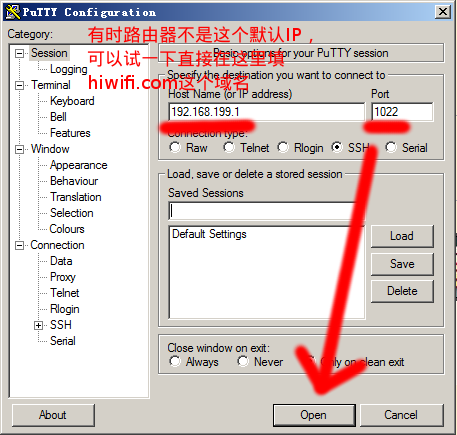 PuTTY Configuration
有时路由器不是这个默认IP，
可以试一下直接在这里填
hiwifi.com这个域名
Category:
Session
Logging
Terminal
Keyboard
Bell
Features
Window
Appearance
Behaviour
Translation
Selection
Colours
Connection
Data
Proxy
Telnet
Rlogin
SSH
Serial
Basic options for your PuTTY session
Specify the destination you want to connect to
Host Name (or IP address)
Port
192.168.199.1
1022
Connection type:
Raw
Telnet
Rlogin
SSH
Serial
Load, save or delete a stored session
Saved Sessions
Default Settings
Load
Save
Delete
Close window on exit:
Always
Never
Only on clean exit
About
Open
Cancel